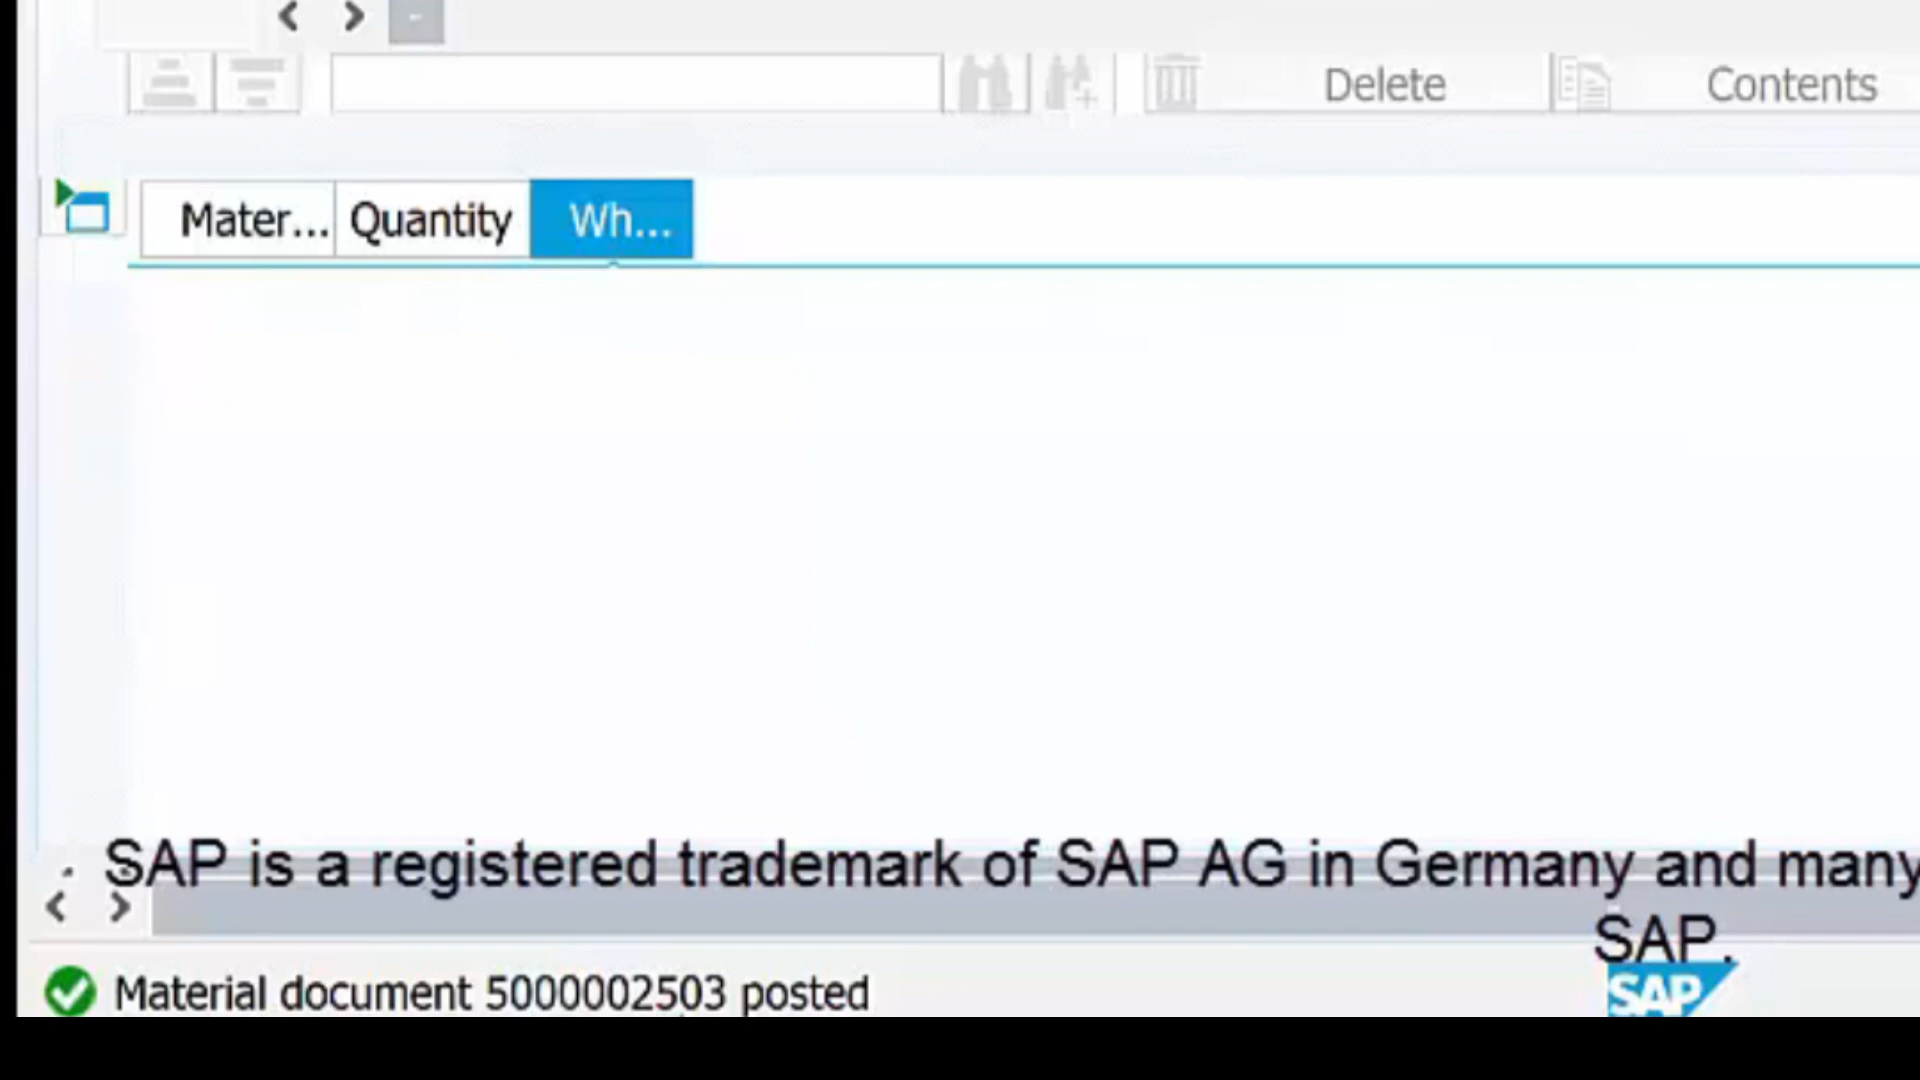 Delete
Contents
Mater...
Quantity
Wh...
. SAP is a registered trademark of SAP AG in Germany and many
SAP.
SAP
Material document 5000002503 posted